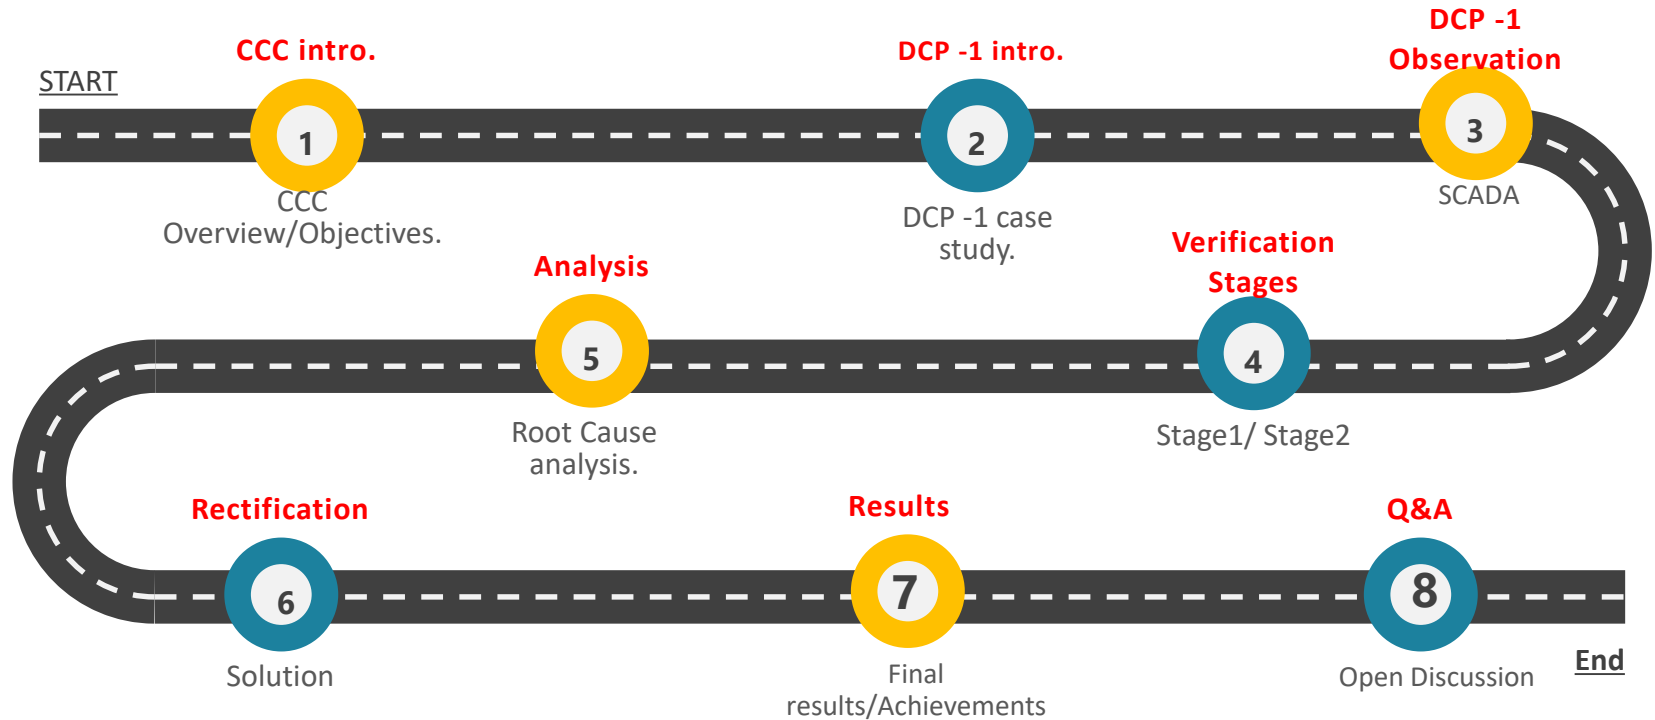 START
CCC intro.
1
CCC
Overview/Objectives.
DCP -1 intro.
2
DCP -1 case
study.
DCP -1
Observation
3
SCADA
Verification
Stages
4
Stage1/ Stage2
Analysis
5
Root Cause
analysis.
Rectification
6
Solution
Results
7
Final
results/Achievements
Q&A
8
Open Discussion
End